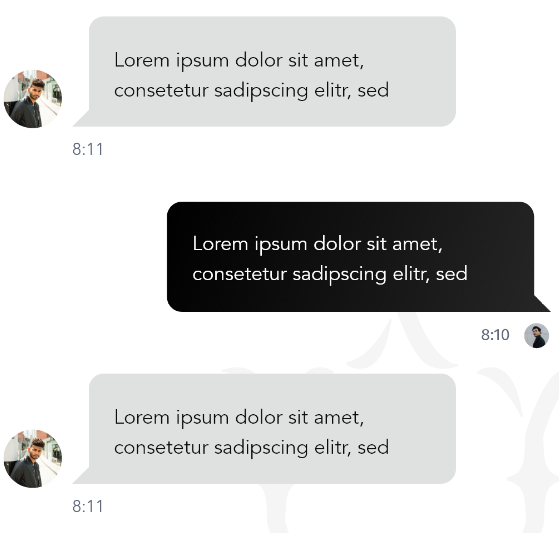 Lorem ipsum dolor sit amet,
consetetur sadipscing elitr, sed
8:11
Lorem ipsum dolor sit amet,
consetetur sadipscing elitr, sed
8:10
Lorem ipsum dolor sit amet,
consetetur sadipscing elitr, sed
8:11